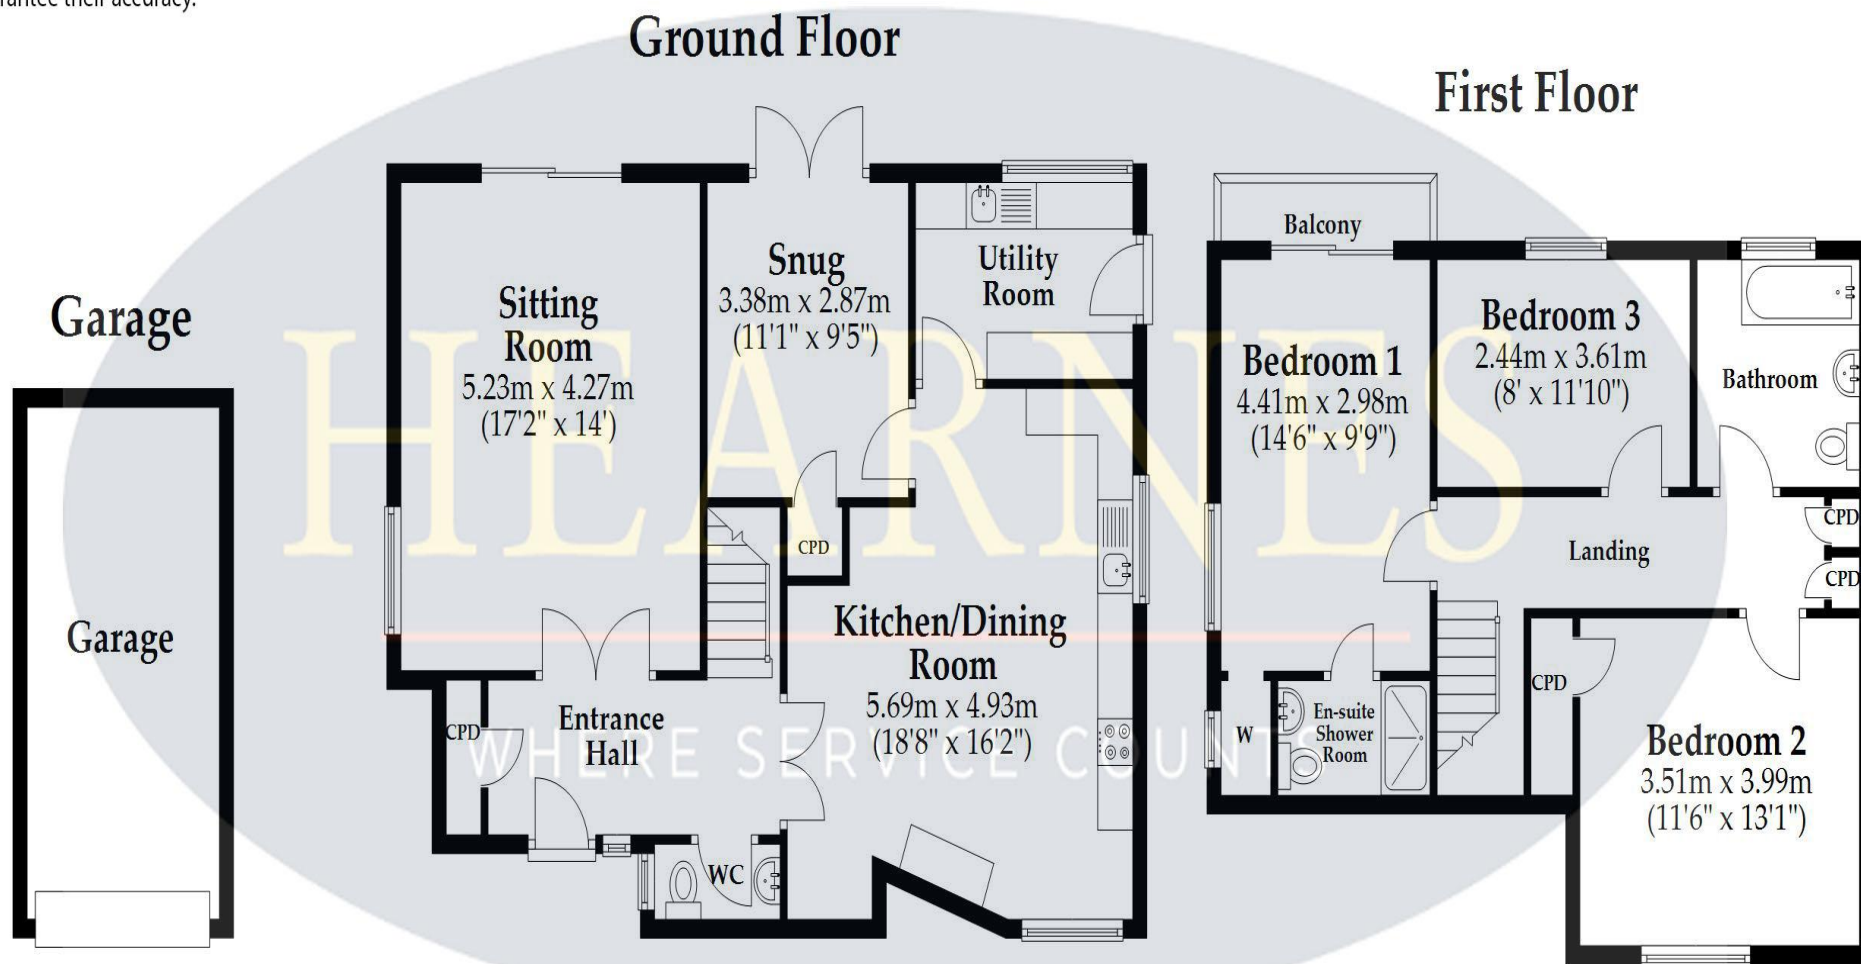 rantee their accuracy.
Ground Floor
First Floor
Garage
Garage
Sitting
Room
5.23m x 4.27m
(17'2" x 14')
Snug
3.38m x 2.87m
(11'1" x 9'5")
Utility
Room
CPD
Kitchen/Dining
Room
5.69m x 4.93m
(18'8" x 16'2")
Entrance
Hall
CPD
WC
Balcony
Bedroom 1
4.41m x 2.98m
(14'6" x 9'9")
Bedroom 3
2.44m x 3.61m
(8' x 11'10")
Bathroom
Landing
CPD
CPD
CPD
W
En-suite
Shower
Room
Bedroom 2
3.51m x 3.99m
(11'6" x 13'1")
HEARNES
WHERE SERVICE COUNTS